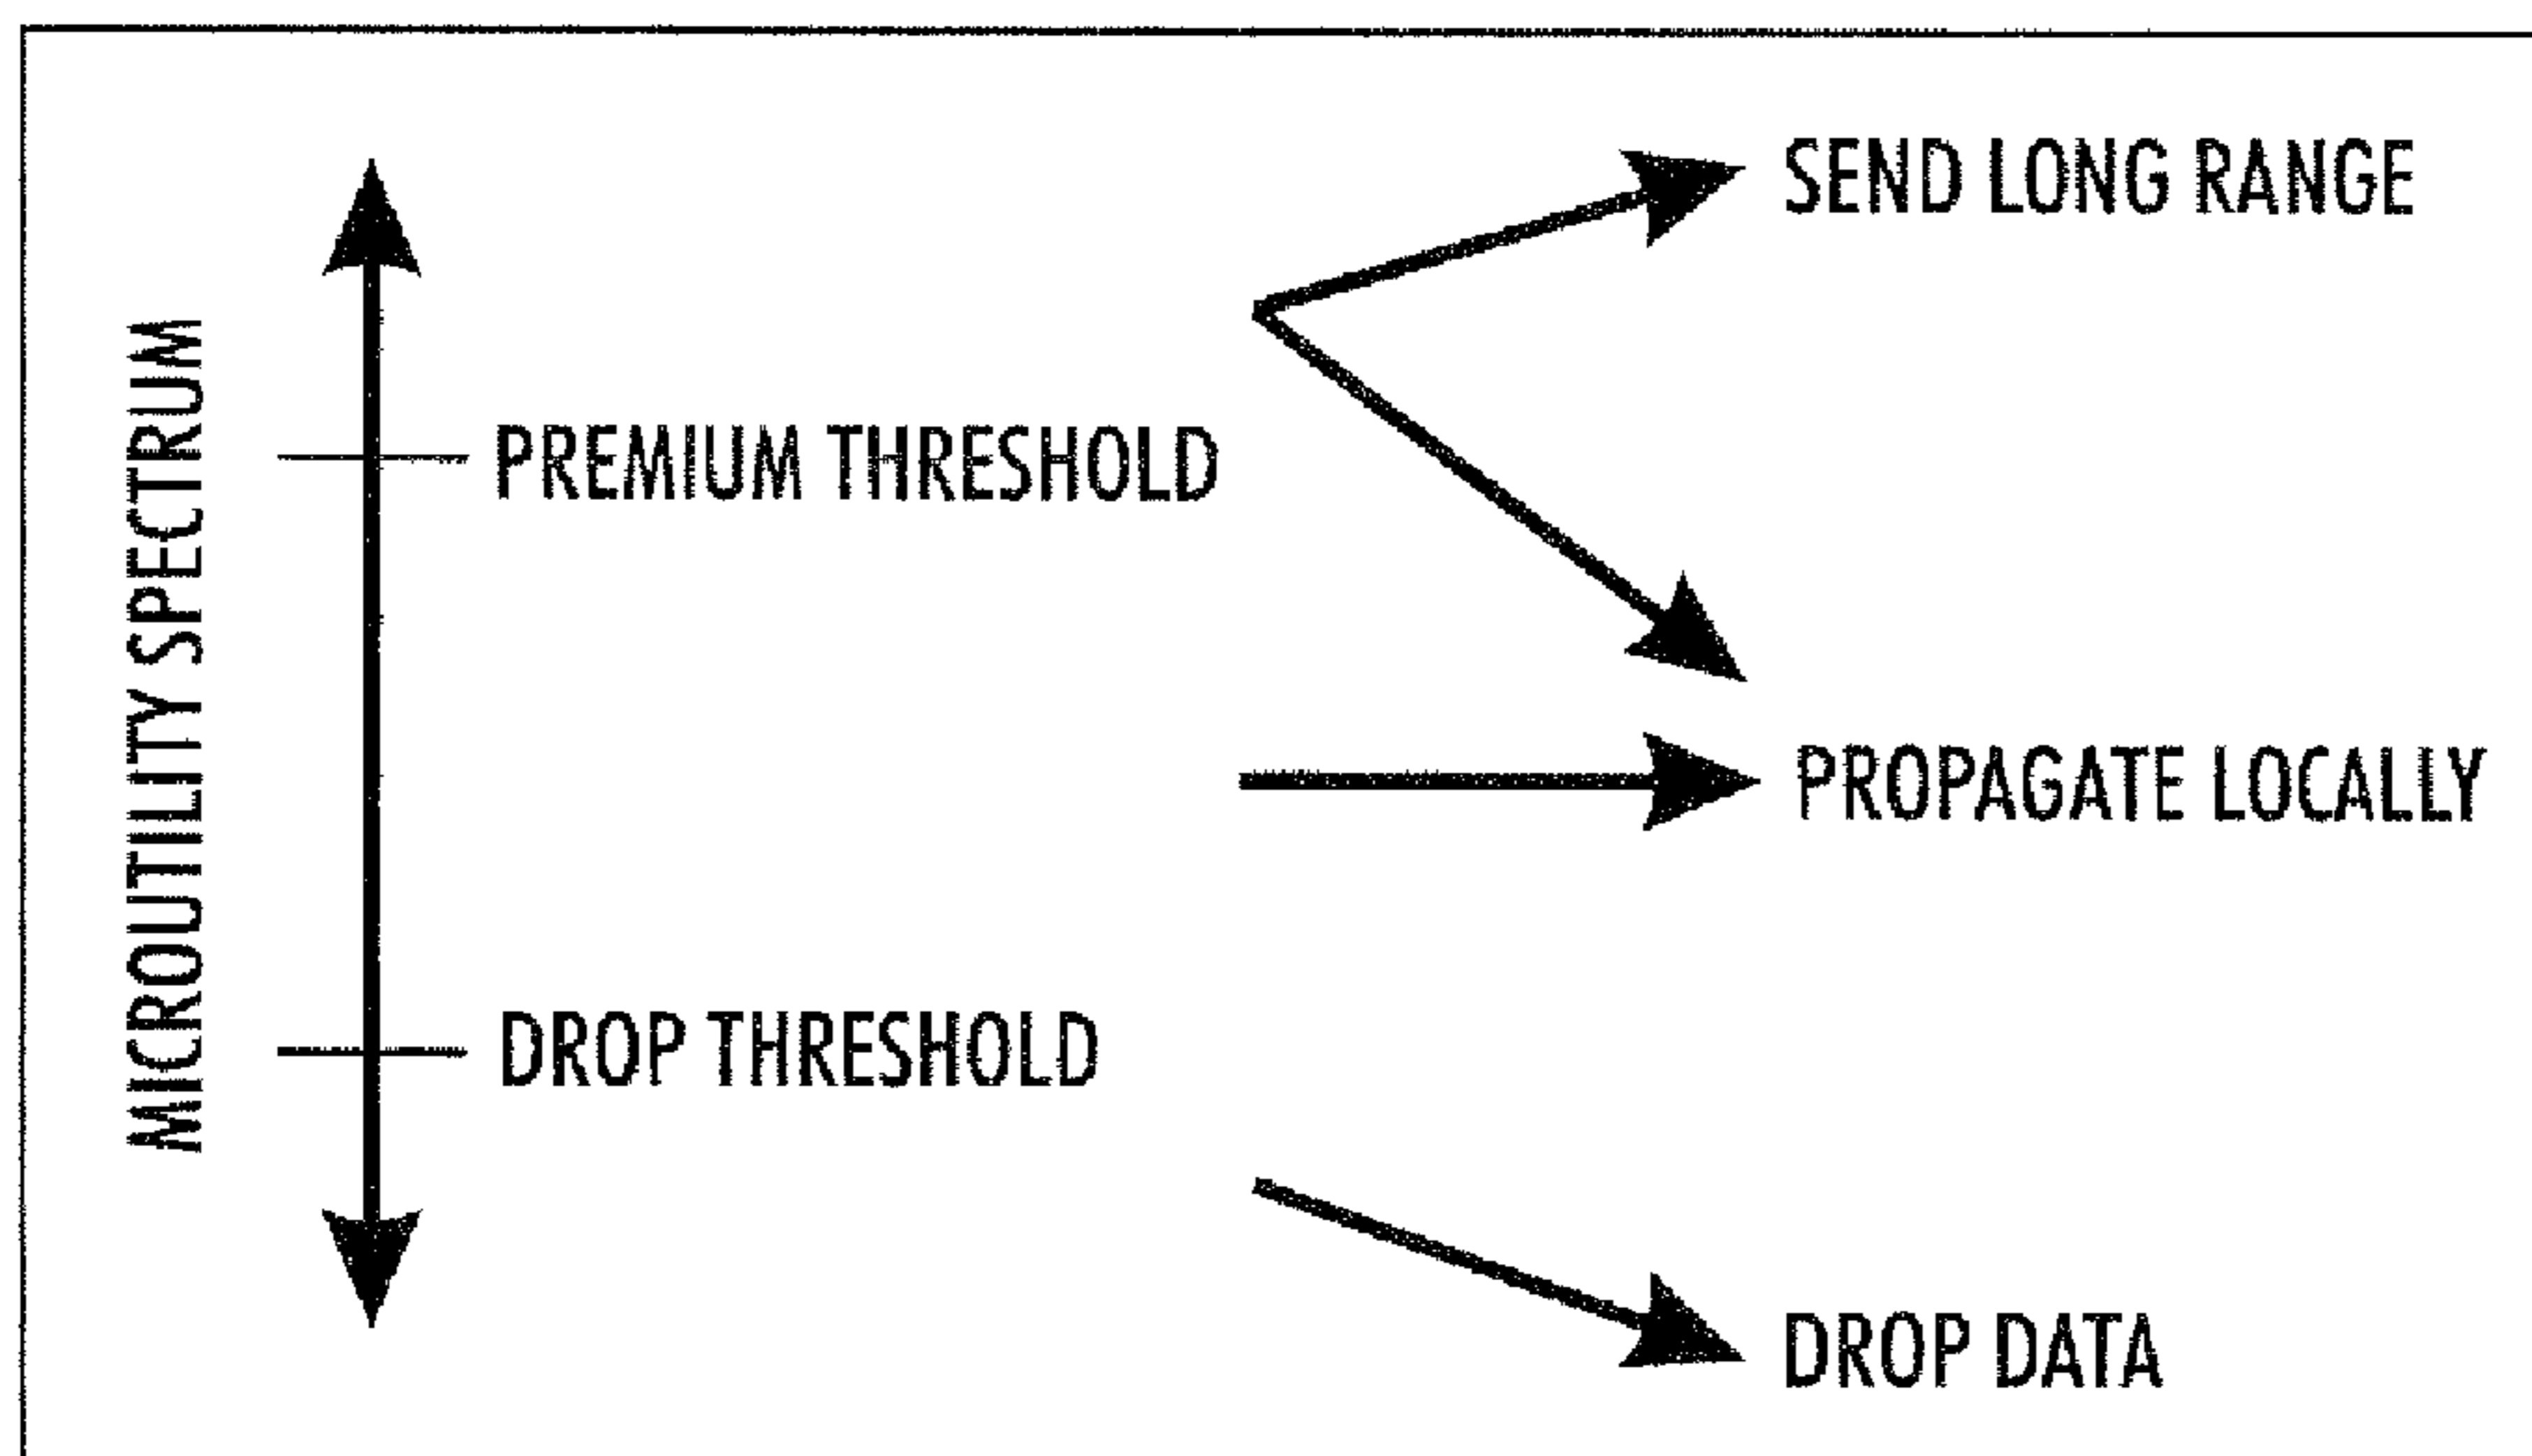 MICROUTILITY SPECTRUM
SEND LONG RANGE
PREMIUM THRESHOLD
PROPAGATE LOCALLY
DROP THRESHOLD
DROP DATA